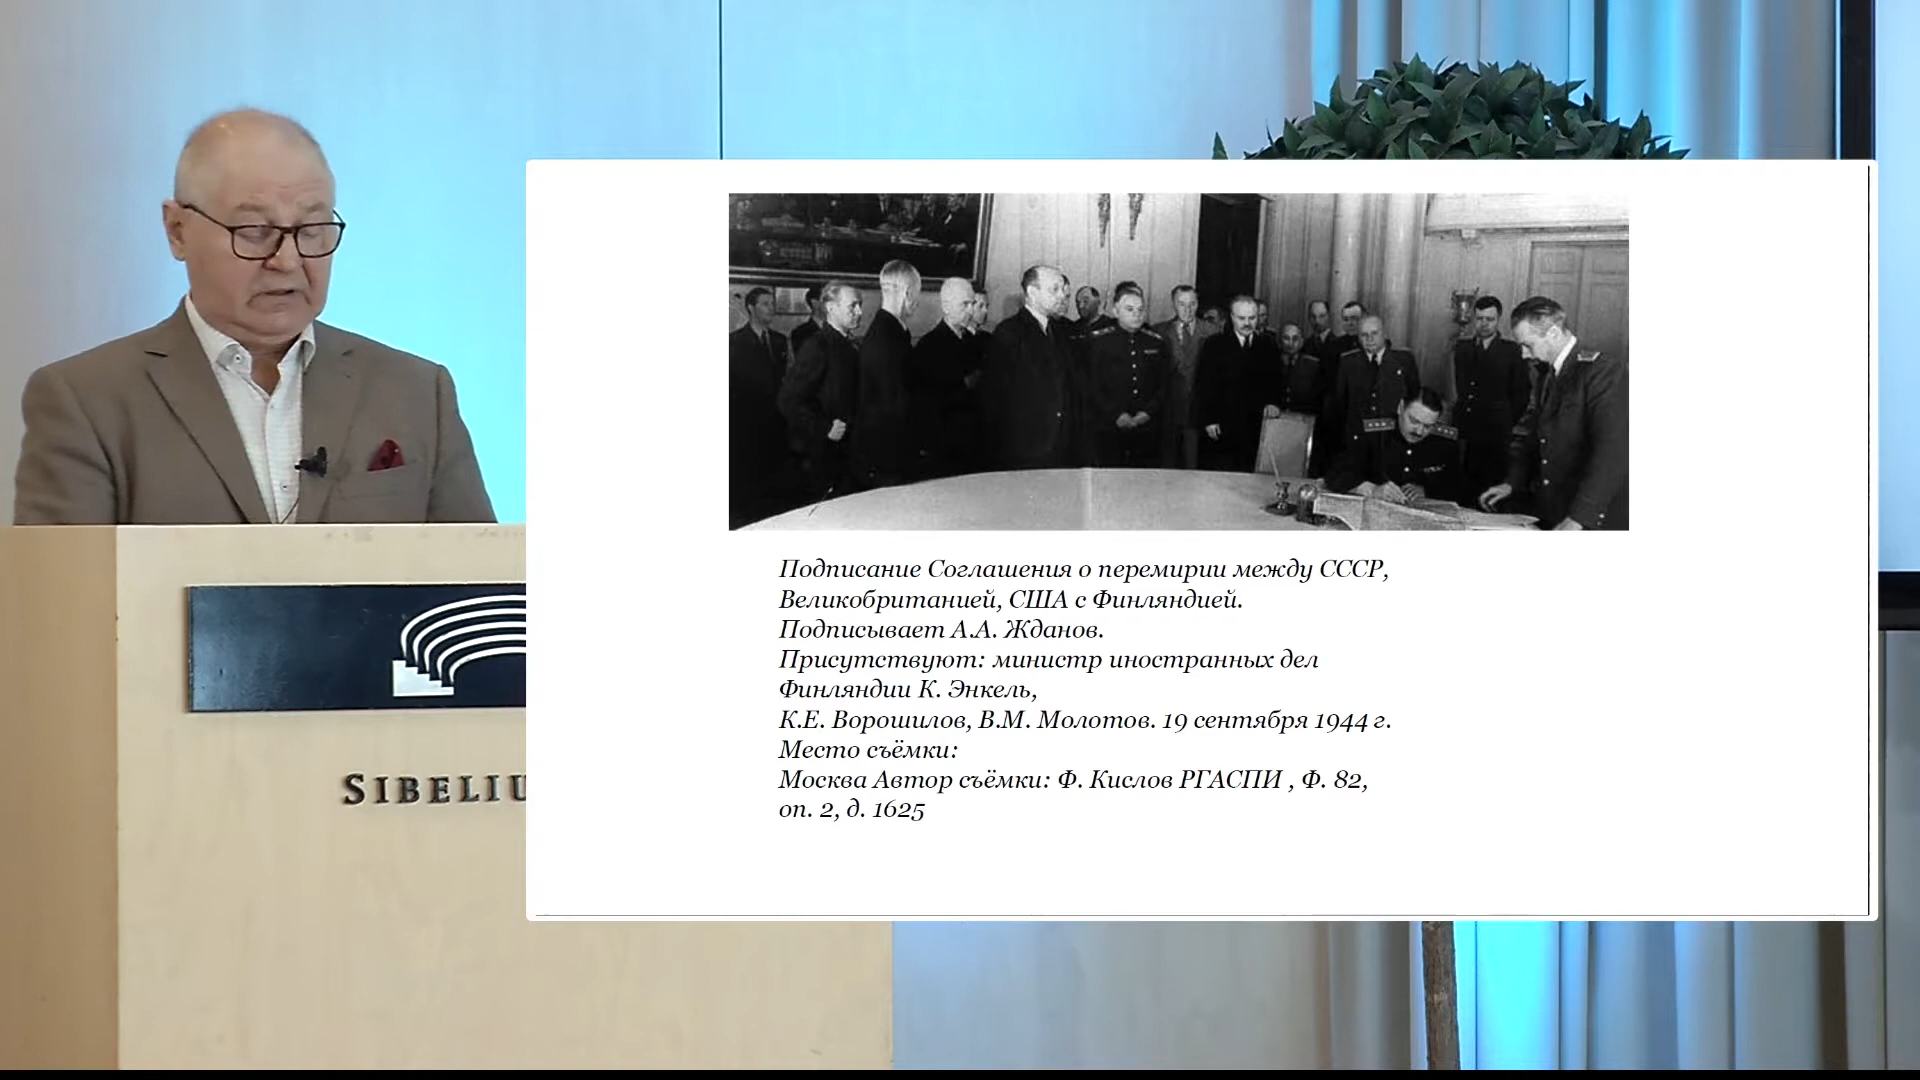 Подписание Соглашения о перемирии между СССР,
Великобританией, США с Финляндией.
Подписывает А.А. Жданов.
Присутствуют: министр иностранных дел
Финляндии К. Энкель,
К.Е. Ворошилов, В.М. Молотов. 19 сентября 1944 г.
Место съёмки:
Москва Автор съёмки: Ф. Кислов РГАСПИ , Ф. 82,
оп. 2, д. 1625
SIBELIU